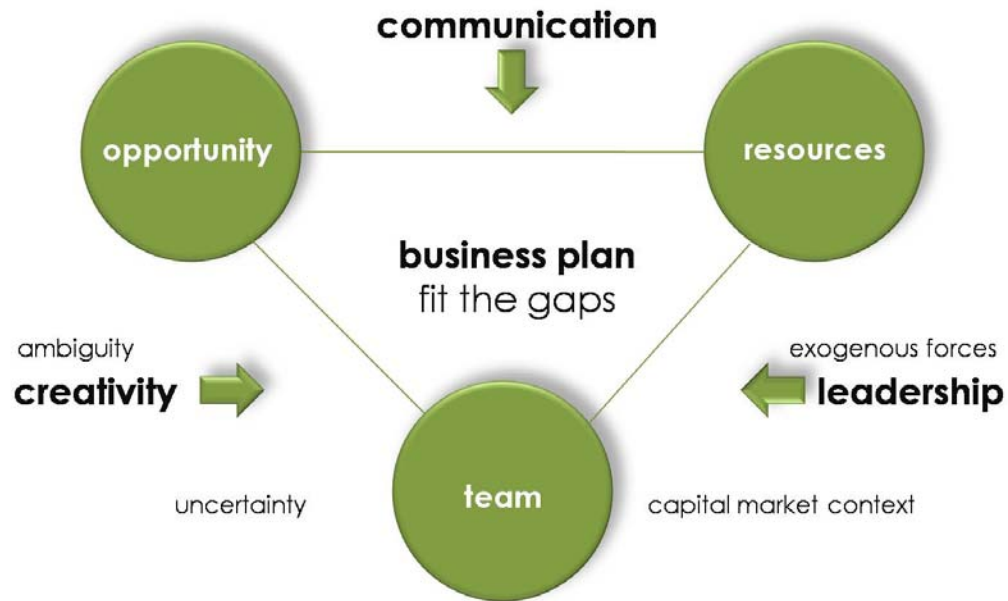 communication
opportunity
resources
business plan
fit the gaps
ambiguity
creativity
exogenous forces
leadership
uncertainty
team
capital market context